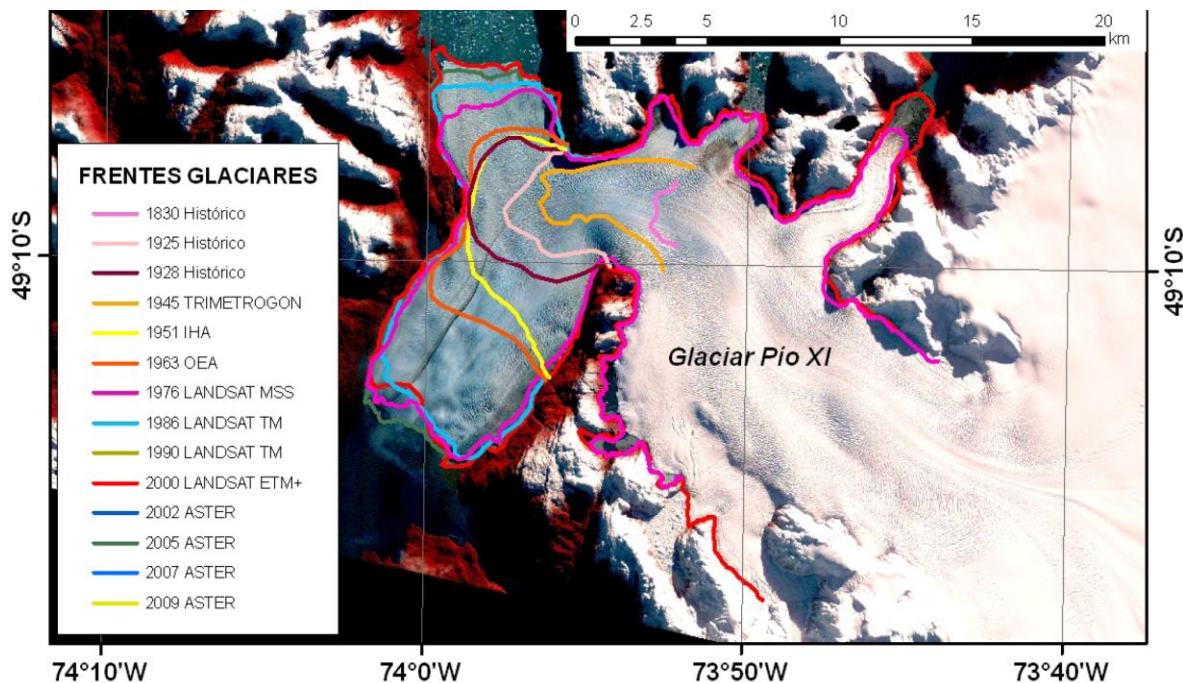 0 2.5 5 10 15 20
km
FRENTES GLACIARES
1830 Histórico
1925 Histórico
1928 Histórico
1945 TRIMETROGON
1951 IHA
1963 OEA
1976 LANDSAT MSS
1986 LANDSAT TM
1990 LANDSAT TM
2000 LANDSAT ETM+
2002 ASTER
2005 ASTER
2007 ASTER
2009 ASTER
49°10'S
49°10'S
Glaciar Pío XI
74°10'W 74°0'W 73°50'W 73°40'W